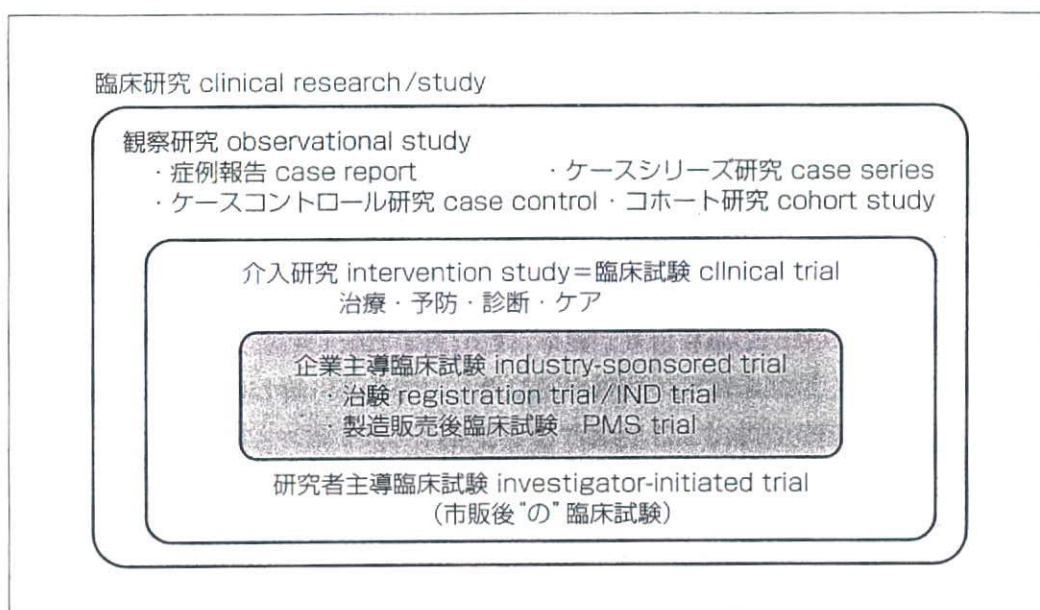 臨床研究 clinical research/study
観察研究 observational study
・症例報告 case report ・ケースシリーズ研究 case series
・ケースコントロール研究 case control ・コホート研究 cohort study
介入研究 intervention study=臨床試験 cllnical trial
治療・予防・診断・ケア
企業主導臨床試験 industry-sponsored trial
・治験 registration trial/IND trial
・製造販売後臨床試験 PMS trial
研究者主導臨床試験 investigator-initiated trial
(市販後"の"臨床試験)